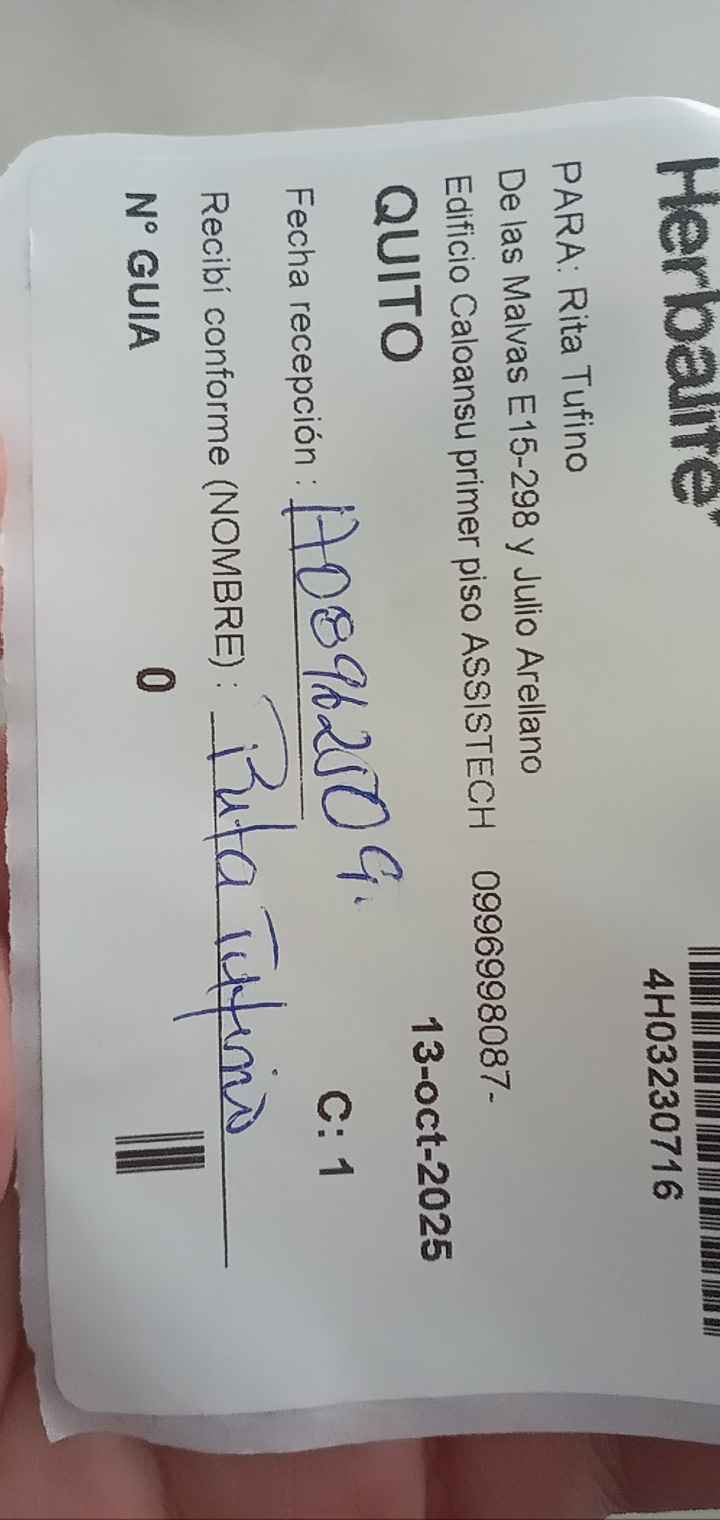 Herbalife
4H03230716
PARA: Rita Tufino
De las Malvas E15-298 y Julio Arellano
Edificio Caloansu primer piso ASSISTECH 0996998087-
QUITO 13-oct-2025
Fecha recepción :
C: 1
Recibí conforme (NOMBRE) : Rita Tufino
N° GUIA 0